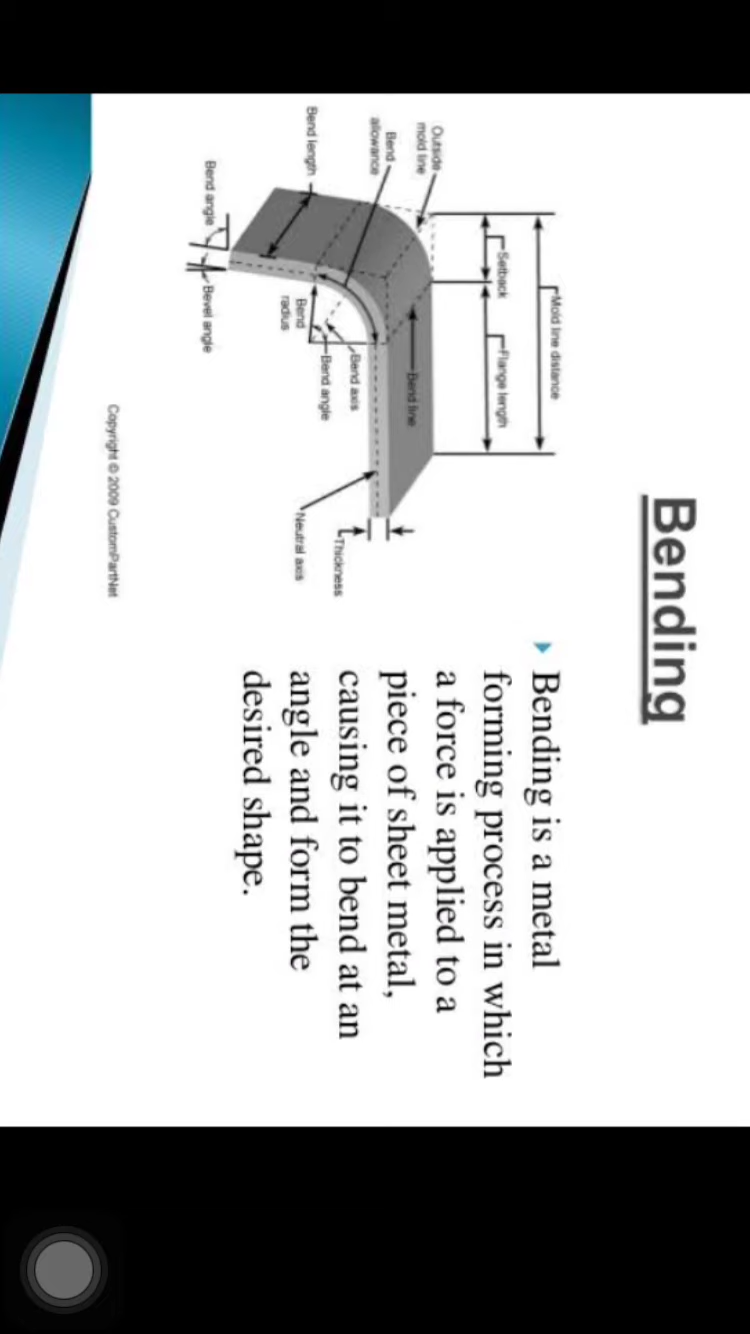 Bending
Mold line distance
Setback
Flange length
Outside
mold line
Bend
allowance
Bend line
Bend length
Bend axis
Bend angle
Bend
radius
Thickness
Neutral axis
Bend angle
Bevel angle
Copyright © 2009 CustomPartNet
Bending is a metal
forming process in which
a force is applied to a
piece of sheet metal,
causing it to bend at an
angle and form the
desired shape.